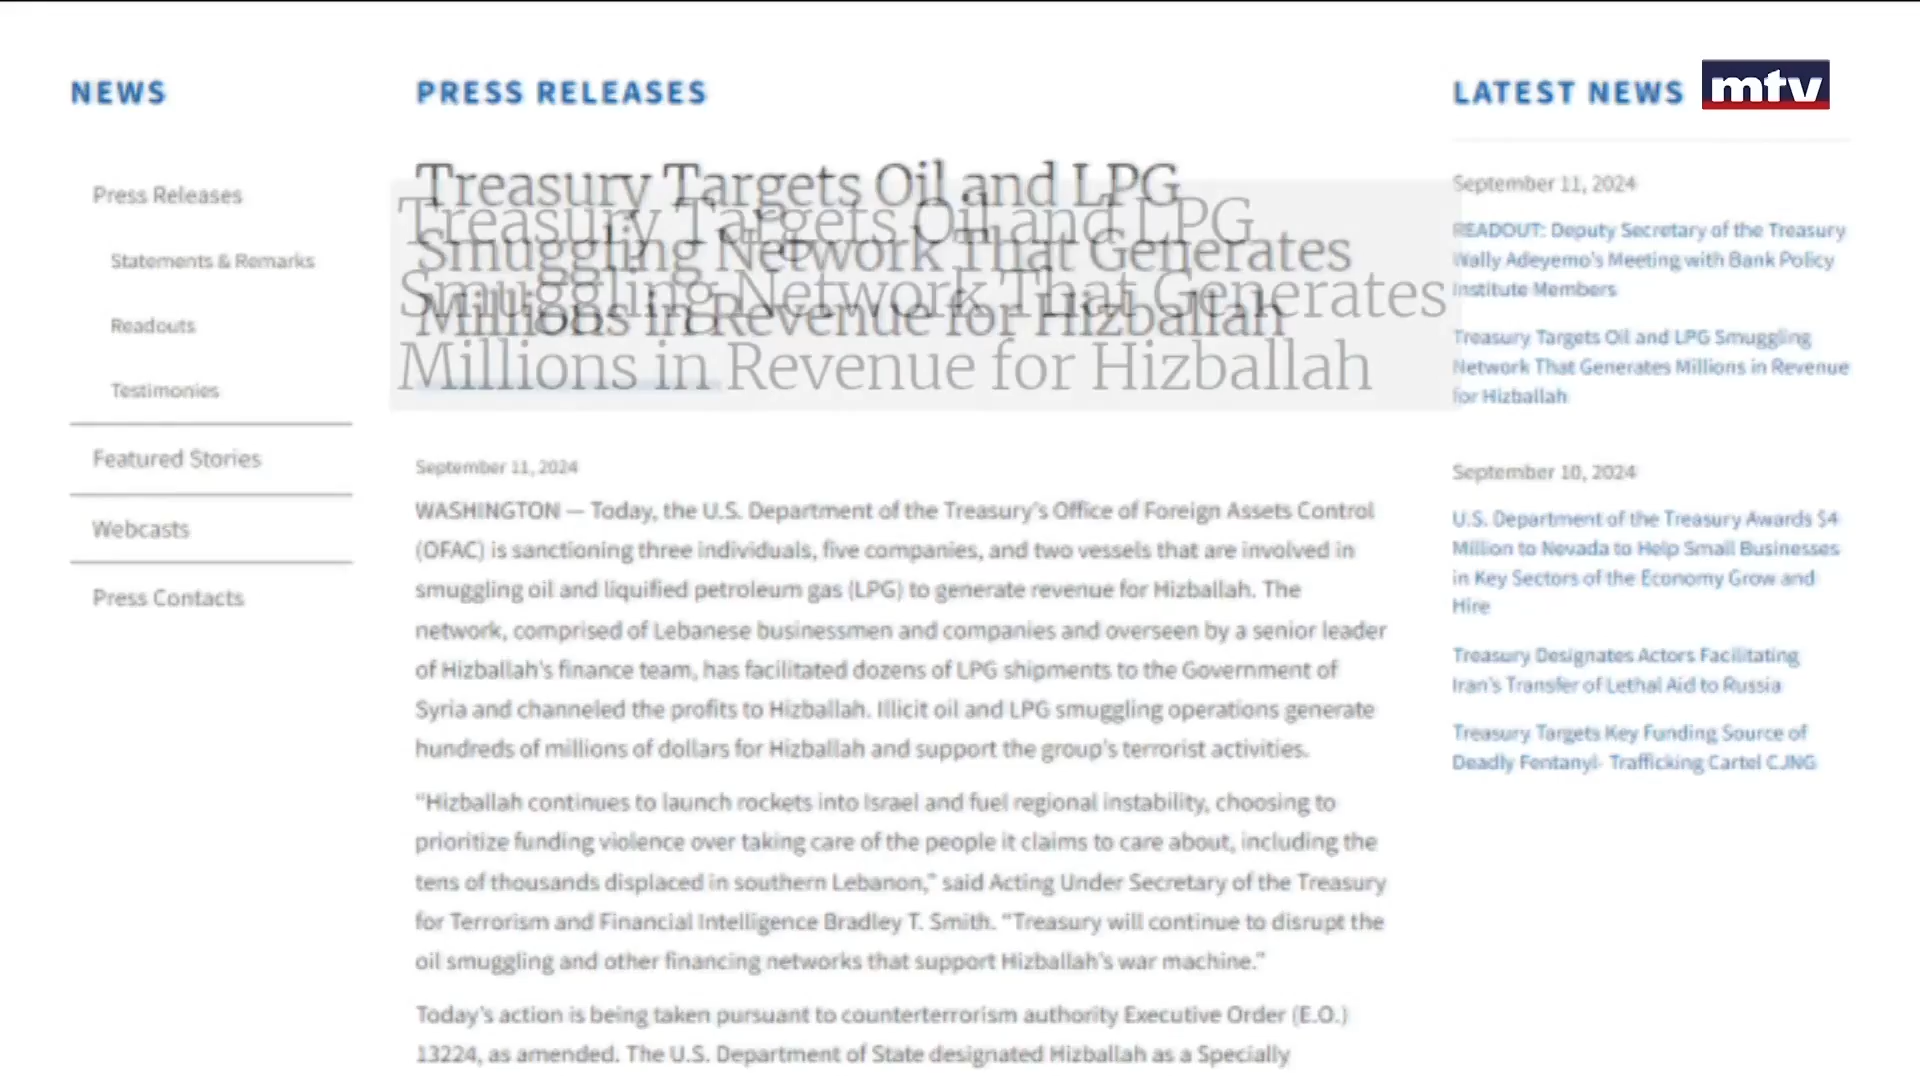 NEWS
Press Releases
Statements & Remarks
Readouts
Testimonies
Featured Stories
Webcasts
Press Contacts
PRESS RELEASES
Treasury Targets Oil and LPG
Smuggling Network That Generates
Millions in Revenue for Hizballah
Treasury Targets Oil and LPG
Smuggling Network That Generates
Millions in Revenue for Hizballah
September 11, 2024
WASHINGTON — Today, the U.S. Department of the Treasury's Office of Foreign Assets Control
(OFAC) is sanctioning three individuals, five companies, and two vessels that are involved in
smuggling oil and liquified petroleum gas (LPG) to generate revenue for Hizballah. The
network, comprised of Lebanese businessmen and companies and overseen by a senior leader
of Hizballah's finance team, has facilitated dozens of LPG shipments to the Government of
Syria and channeled the profits to Hizballah. Illicit oil and LPG smuggling operations generate
hundreds of millions of dollars for Hizballah and support the group's terrorist activities.
"Hizballah continues to launch rockets into Israel and fuel regional instability, choosing to
prioritize funding violence over taking care of the people it claims to care about, including the
tens of thousands displaced in southern Lebanon," said Acting Under Secretary of the Treasury
for Terrorism and Financial Intelligence Bradley T. Smith. "Treasury will continue to disrupt the
oil smuggling and other financing networks that support Hizballah's war machine."
Today's action is being taken pursuant to counterterrorism authority Executive Order (E.O.)
13224, as amended. The U.S. Department of State designated Hizballah as a Specially
LATEST NEWS
mtv
September 11, 2024
READOUT: Deputy Secretary of the Treasury
Wally Adeyemo's Meeting with Bank Policy
Institute Members
Treasury Targets Oil and LPG Smuggling
Network That Generates Millions in Revenue
for Hizballah
September 10, 2024
U.S. Department of the Treasury Awards $4
Million to Nevada to Help Small Businesses
in Key Sectors of the Economy Grow and
Hire
Treasury Designates Actors Facilitating
Iran's Transfer of Lethal Aid to Russia
Treasury Targets Key Funding Source of
Deadly Fentanyl- Trafficking Cartel CJNG